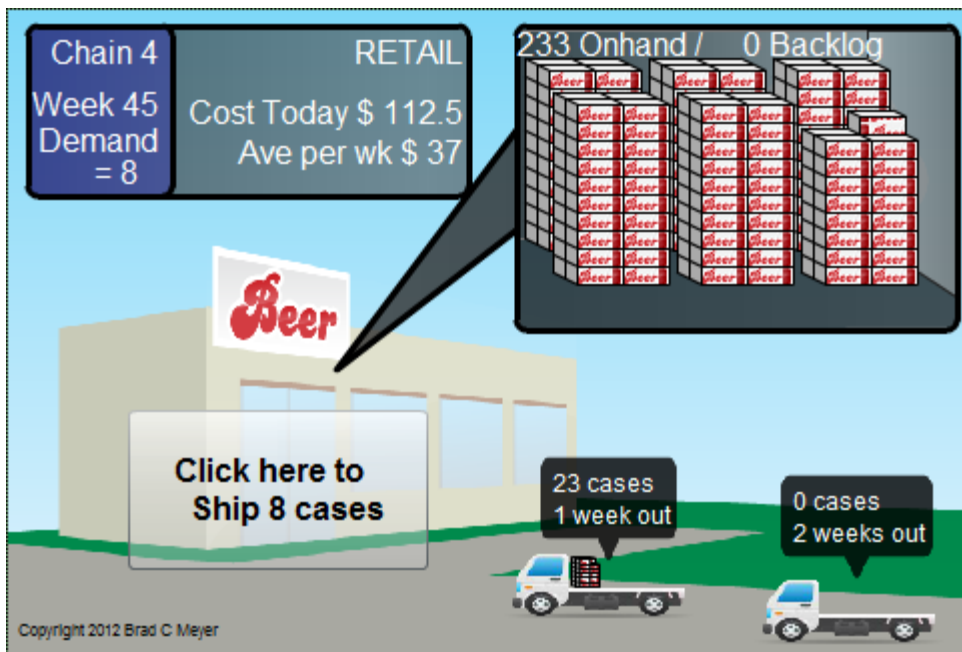 Chain 4
Week 45
Demand
= 8
RETAIL
Cost Today $ 112.5
Ave per wk $ 37
233 Onhand / 0 Backlog
Beer
Click here to
Ship 8 cases
23 cases
1 week out
0 cases
2 weeks out
Copyright 2012 Brad C Meyer